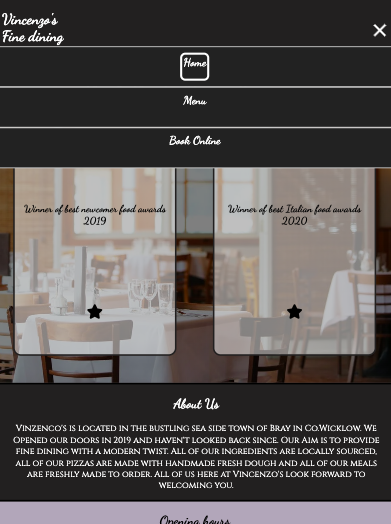 Vincenzo's
Fine dining
Home
Menu
Book Online
Winner of best newcomer food awards
2019
Winner of best Italian food awards
2020
About Us
Vinzenco's is located in the bustling sea side town of Bray in Co.Wicklow. We
Opened our doors in 2019 and haven't looked back since. Our Aim is to provide
fine dining with a modern twist. All of our ingredients are locally sourced,
all of our pizzas are made with handmade fresh dough and all of our meals
are freshly made to order. All of us here at Vincenzo's look forward to
welcoming you.
Opening hours